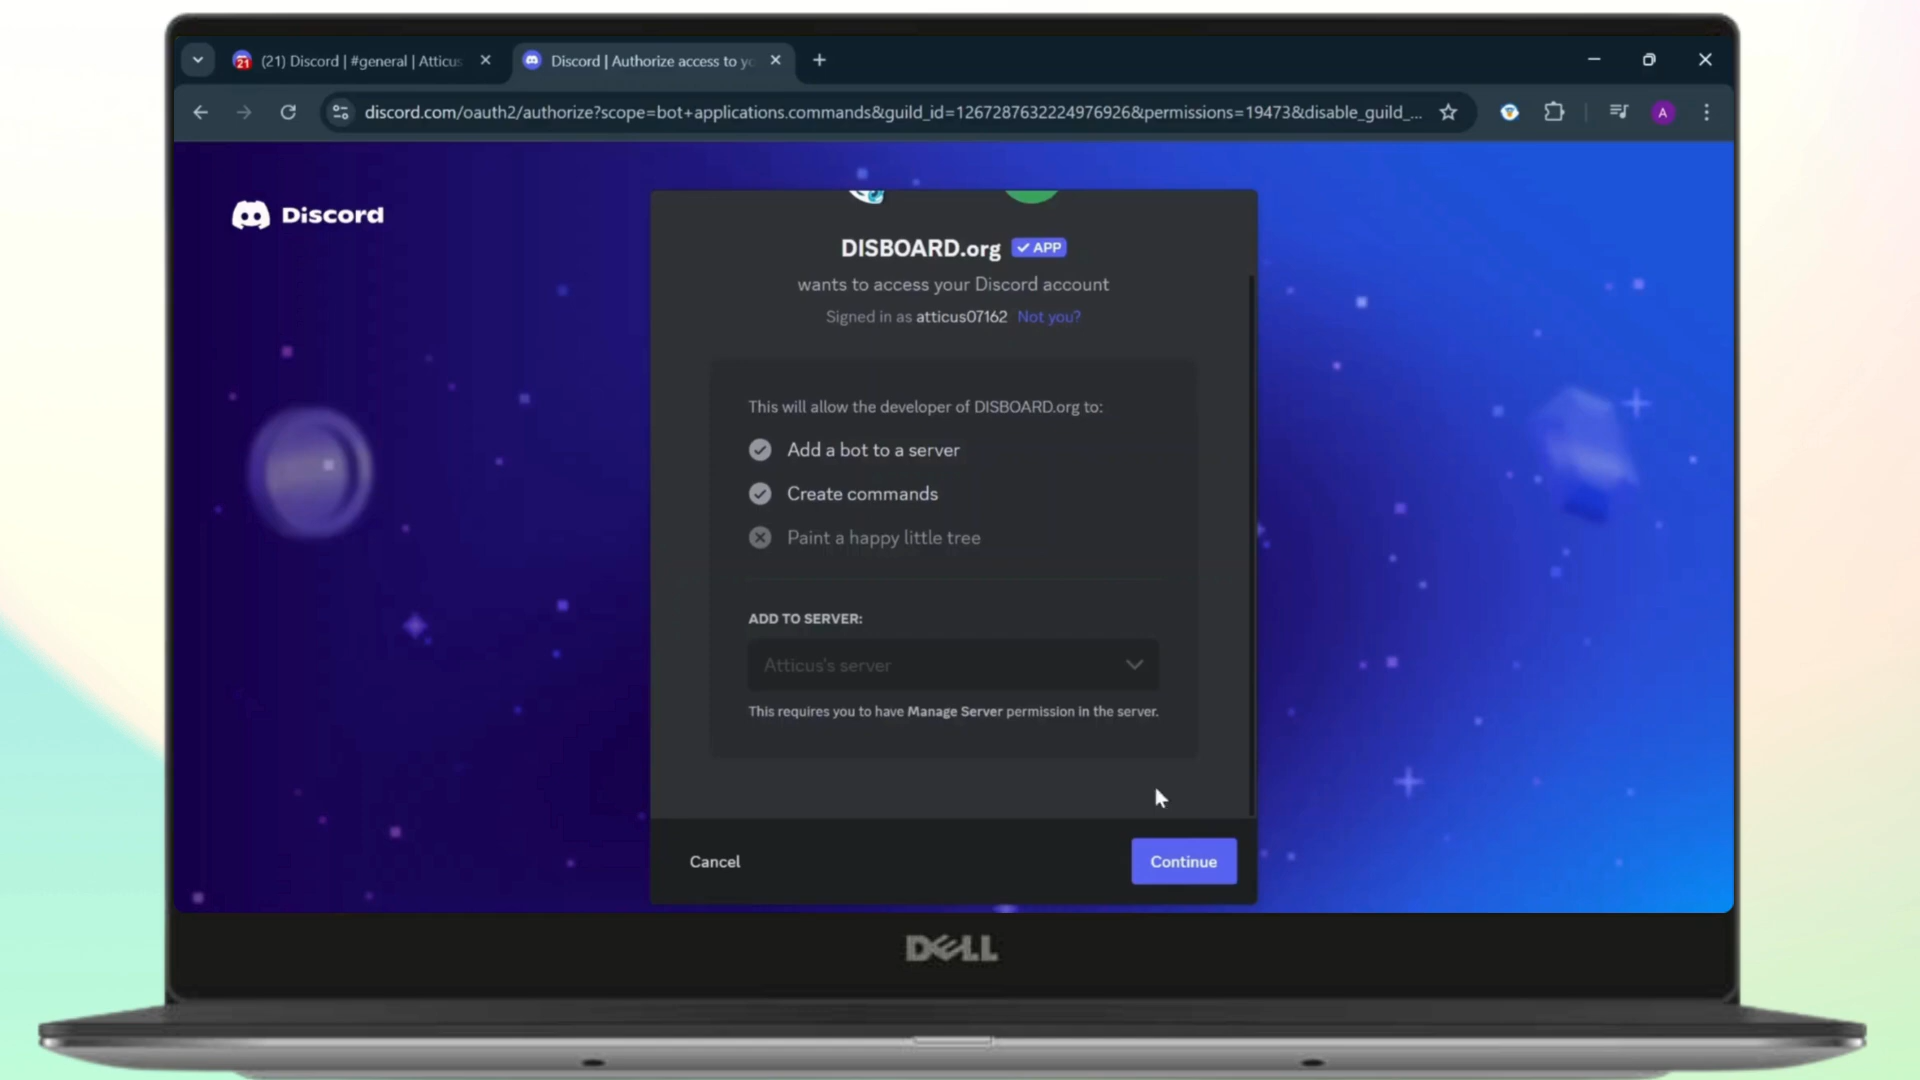 21
(21) Discord | #general | Atticus
Discord | Authorize access to yo
discord.com/oauth2/authorize?scope=bot+applications.commands&guild_id=1267287632224976926&permissions=19473&disable_guild_...
A
Discord
DISBOARD.org
APP
wants to access your Discord account
Signed in as atticus07162 Not you?
This will allow the developer of DISBOARD.org to:
Add a bot to a server
Create commands
Paint a happy little tree
ADD TO SERVER:
Atticus's server
This requires you to have Manage Server permission in the server.
Cancel
Continue
DELL